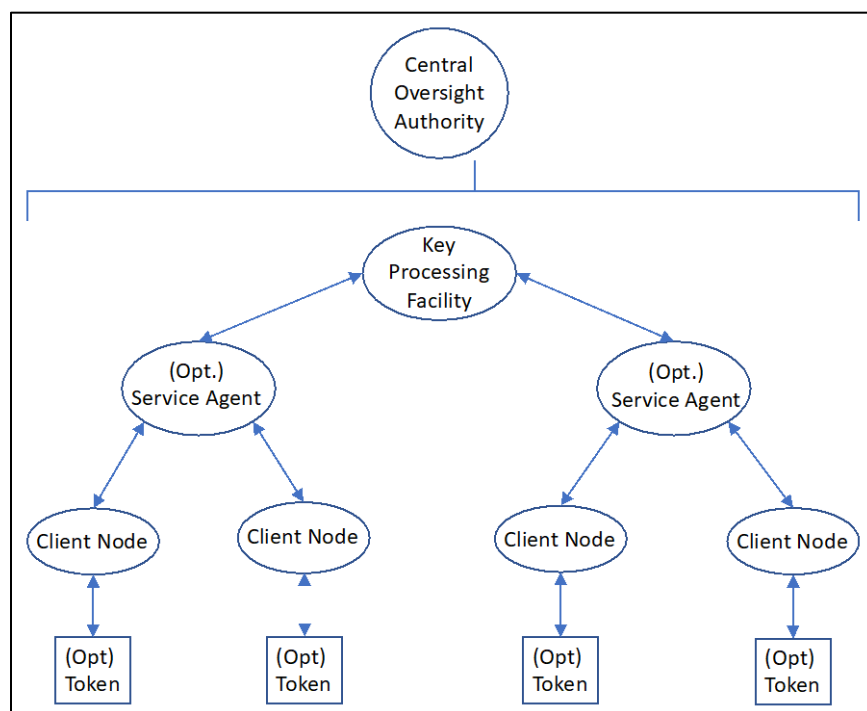 Central
Oversight
Authority
Key
Processing
Facility
(Opt.)
Service Agent
(Opt.)
Service Agent
Client Node
Client Node
Client Node
Client Node
(Opt)
Token
(Opt)
Token
(Opt)
Token
(Opt)
Token